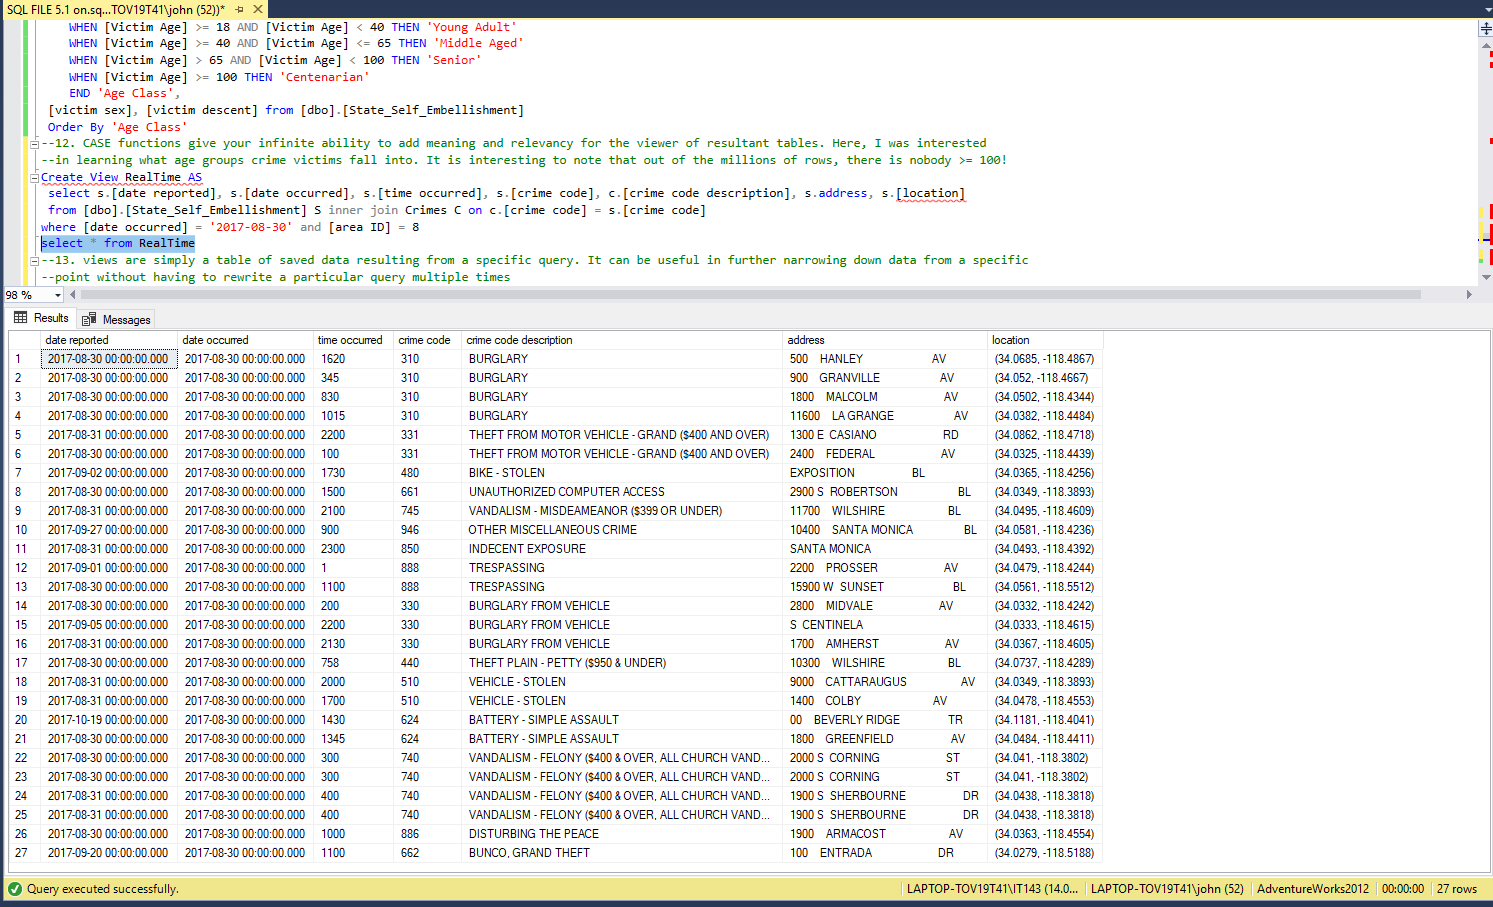 SQL FILE 5.1 on.sq...TOV19T41\john (52))*
WHEN [Victim Age] >= 18 AND [Victim Age] < 40 THEN 'Young Adult'
WHEN [Victim Age] >= 40 AND [Victim Age] <= 65 THEN 'Middle Aged'
WHEN [Victim Age] > 65 AND [Victim Age] < 100 THEN 'Senior'
WHEN [Victim Age] >= 100 THEN 'Centenarian'
END 'Age Class',
[victim sex], [victim descent] from [dbo].[State_Self_Embellishment]
Order By 'Age Class'
--12. CASE functions give your infinite ability to add meaning and relevancy for the viewer of resultant tables. Here, I was interested
--in learning what age groups crime victims fall into. It is interesting to note that out of the millions of rows, there is nobody >= 100!
Create View RealTime AS
select s.[date reported], s.[date occurred], s.[time occurred], s.[crime code], c.[crime code description], s.address, s.[location]
from [dbo].[State_Self_Embellishment] S inner join Crimes C on c.[crime code] = s.[crime code]
where [date occurred] = '2017-08-30' and [area ID] = 8
select * from RealTime
--13. views are simply a table of saved data resulting from a specific query. It can be useful in further narrowing down data from a specific
--point without having to rewrite a particular query multiple times
98 %
Results Messages
date reported date occurred time occurred crime code crime code description address location
1 2017-08-30 00:00:00.000 2017-08-30 00:00:00.000 1620 310 BURGLARY 500 HANLEY AV (34.0685, -118.4867)
2 2017-08-30 00:00:00.000 2017-08-30 00:00:00.000 345 310 BURGLARY 900 GRANVILLE AV (34.052, -118.4667)
3 2017-08-30 00:00:00.000 2017-08-30 00:00:00.000 830 310 BURGLARY 1800 MALCOLM AV (34.0502, -118.4344)
4 2017-08-30 00:00:00.000 2017-08-30 00:00:00.000 1015 310 BURGLARY 11600 LA GRANGE AV (34.0382, -118.4484)
5 2017-08-31 00:00:00.000 2017-08-30 00:00:00.000 2200 331 THEFT FROM MOTOR VEHICLE - GRAND ($400 AND OVER) 1300 E CASIANO RD (34.0862, -118.4718)
6 2017-08-30 00:00:00.000 2017-08-30 00:00:00.000 100 331 THEFT FROM MOTOR VEHICLE - GRAND ($400 AND OVER) 2400 FEDERAL AV (34.0325, -118.4439)
7 2017-09-02 00:00:00.000 2017-08-30 00:00:00.000 1730 480 BIKE - STOLEN EXPOSITION BL (34.0365, -118.4256)
8 2017-08-30 00:00:00.000 2017-08-30 00:00:00.000 1500 661 UNAUTHORIZED COMPUTER ACCESS 2900 S ROBERTSON BL (34.0349, -118.3893)
9 2017-08-31 00:00:00.000 2017-08-30 00:00:00.000 2100 745 VANDALISM - MISDEAMEANOR ($399 OR UNDER) 11700 WILSHIRE BL (34.0495, -118.4609)
10 2017-09-27 00:00:00.000 2017-08-30 00:00:00.000 900 946 OTHER MISCELLANEOUS CRIME 10400 SANTA MONICA BL (34.0581, -118.4236)
11 2017-08-31 00:00:00.000 2017-08-30 00:00:00.000 2300 850 INDECENT EXPOSURE SANTA MONICA (34.0493, -118.4392)
12 2017-09-01 00:00:00.000 2017-08-30 00:00:00.000 1 888 TRESPASSING 2200 PROSSER AV (34.0479, -118.4244)
13 2017-08-30 00:00:00.000 2017-08-30 00:00:00.000 1100 888 TRESPASSING 15900 W SUNSET BL (34.0561, -118.5512)
14 2017-08-30 00:00:00.000 2017-08-30 00:00:00.000 200 330 BURGLARY FROM VEHICLE 2800 MIDVALE AV (34.0332, -118.4242)
15 2017-09-05 00:00:00.000 2017-08-30 00:00:00.000 2200 330 BURGLARY FROM VEHICLE S CENTINELA (34.0333, -118.4615)
16 2017-08-31 00:00:00.000 2017-08-30 00:00:00.000 2130 330 BURGLARY FROM VEHICLE 1700 AMHERST AV (34.0367, -118.4605)
17 2017-08-30 00:00:00.000 2017-08-30 00:00:00.000 758 440 THEFT PLAIN - PETTY ($950 & UNDER) 10300 WILSHIRE BL (34.0737, -118.4289)
18 2017-08-31 00:00:00.000 2017-08-30 00:00:00.000 2000 510 VEHICLE - STOLEN 9000 CATTARAUGUS AV (34.0349, -118.3893)
19 2017-08-31 00:00:00.000 2017-08-30 00:00:00.000 1700 510 VEHICLE - STOLEN 1400 COLBY AV (34.0478, -118.4553)
20 2017-10-19 00:00:00.000 2017-08-30 00:00:00.000 1430 624 BATTERY - SIMPLE ASSAULT 00 BEVERLY RIDGE TR (34.1181, -118.4041)
21 2017-08-30 00:00:00.000 2017-08-30 00:00:00.000 1345 624 BATTERY - SIMPLE ASSAULT 1800 GREENFIELD AV (34.0484, -118.4411)
22 2017-08-30 00:00:00.000 2017-08-30 00:00:00.000 300 740 VANDALISM - FELONY ($400 & OVER, ALL CHURCH VAND... 2000 S CORNING ST (34.041, -118.3802)
23 2017-08-30 00:00:00.000 2017-08-30 00:00:00.000 300 740 VANDALISM - FELONY ($400 & OVER, ALL CHURCH VAND... 2000 S CORNING ST (34.041, -118.3802)
24 2017-08-31 00:00:00.000 2017-08-30 00:00:00.000 400 740 VANDALISM - FELONY ($400 & OVER, ALL CHURCH VAND... 1900 S SHERBOURNE DR (34.0438, -118.3818)
25 2017-08-31 00:00:00.000 2017-08-30 00:00:00.000 400 740 VANDALISM - FELONY ($400 & OVER, ALL CHURCH VAND... 1900 S SHERBOURNE DR (34.0438, -118.3818)
26 2017-08-30 00:00:00.000 2017-08-30 00:00:00.000 1000 886 DISTURBING THE PEACE 1900 ARMACOST AV (34.0363, -118.4554)
27 2017-09-20 00:00:00.000 2017-08-30 00:00:00.000 1100 662 BUNCO, GRAND THEFT 100 ENTRADA DR (34.0279, -118.5188)
Query executed successfully. LAPTOP-TOV19T41\IT143 (14.0... LAPTOP-TOV19T41\john (52) AdventureWorks2012 00:00:00 27 rows